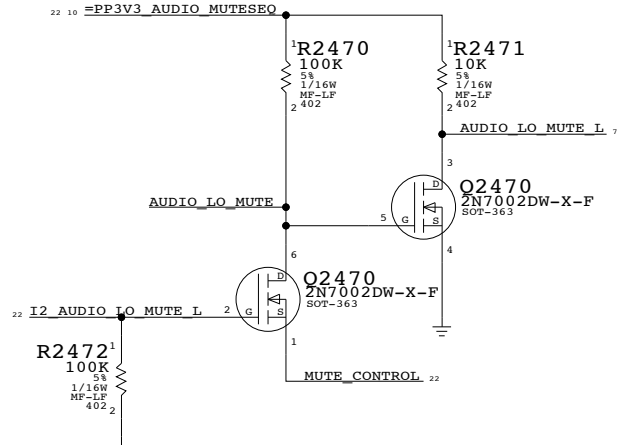 22 10 =PP3V3_AUDIO_MUTESEQ
1 R2470
100K
5%
1/16W
MF-LF
2 402
1 R2471
10K
5%
1/16W
MF-LF
2 402
AUDIO_LO_MUTE_L 7
3
D
Q2470
2N7002DW-X-F
SOT-363
5 G S
4
AUDIO_LO_MUTE
6
D
Q2470
2N7002DW-X-F
SOT-363
22 I2_AUDIO_LO_MUTE_L 2 G S
1
R2472 1
100K
5%
1/16W
MF-LF
402 2
MUTE_CONTROL 22